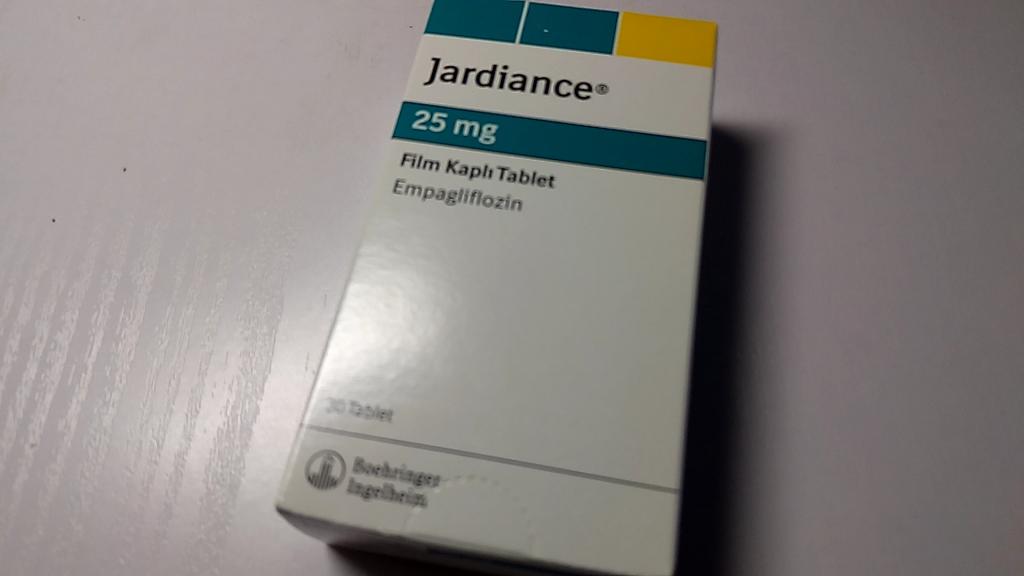 Jardiance®
25 mg
Film Kaplı Tablet
Empagliflozin
30 Tablet
Boehringer
Ingelheim